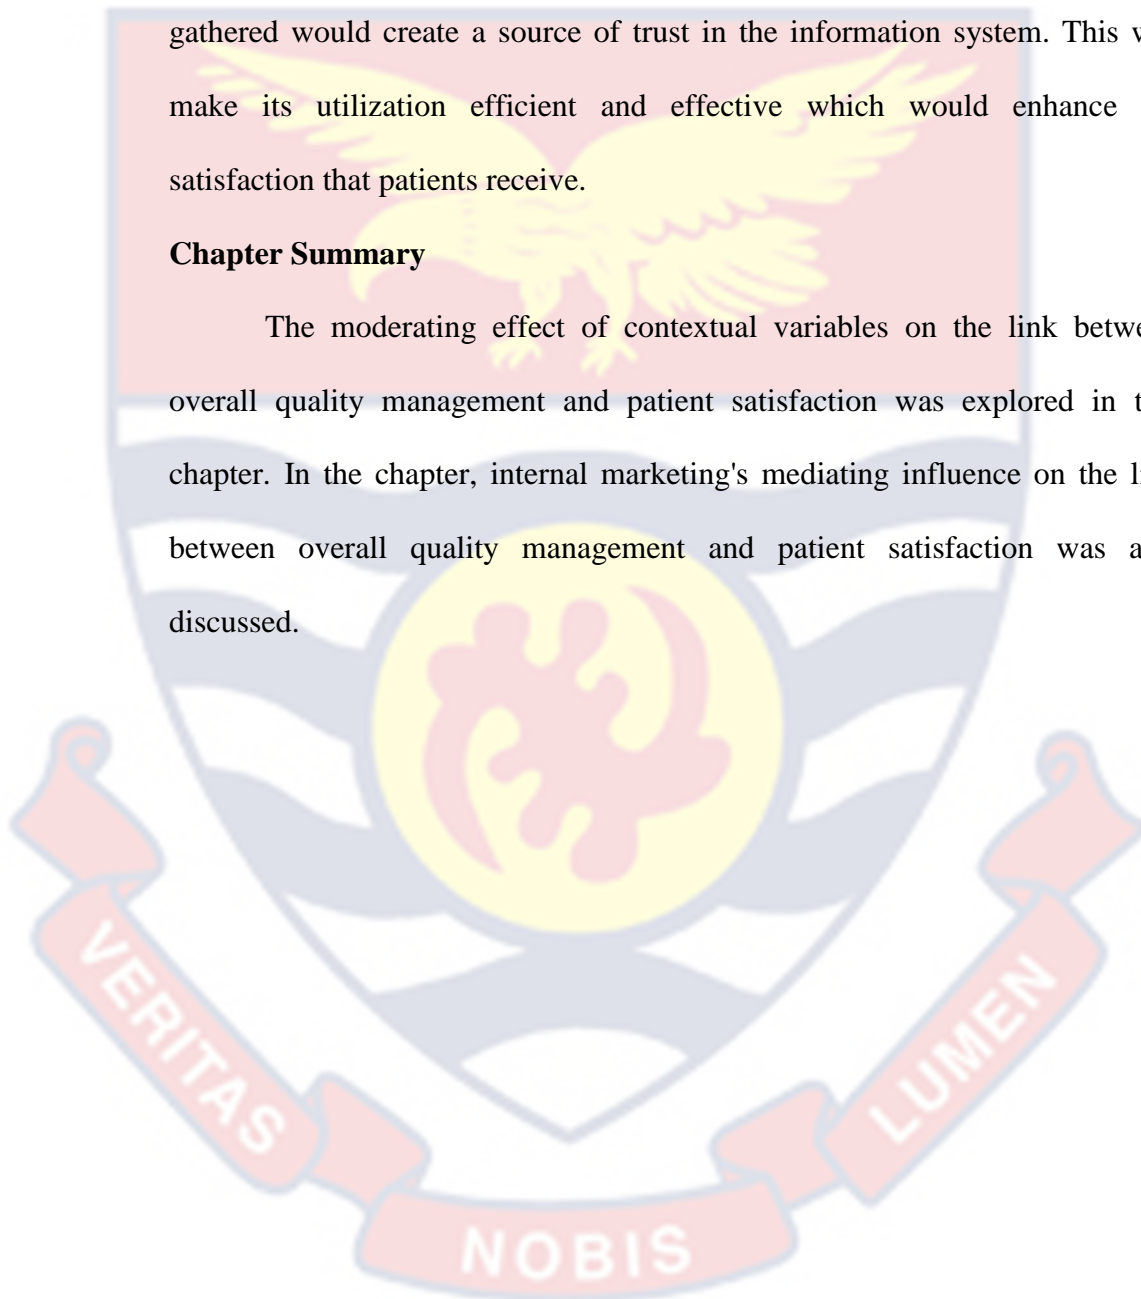 gathered would create a source of trust in the information system. This w
make its utilization efficient and effective which would enhance
satisfaction that patients receive.
Chapter Summary
The moderating effect of contextual variables on the link betwe
overall quality management and patient satisfaction was explored in t
chapter. In the chapter, internal marketing's mediating influence on the li
between overall quality management and patient satisfaction was a
discussed.
VERITAS
NOBIS
LUMEN